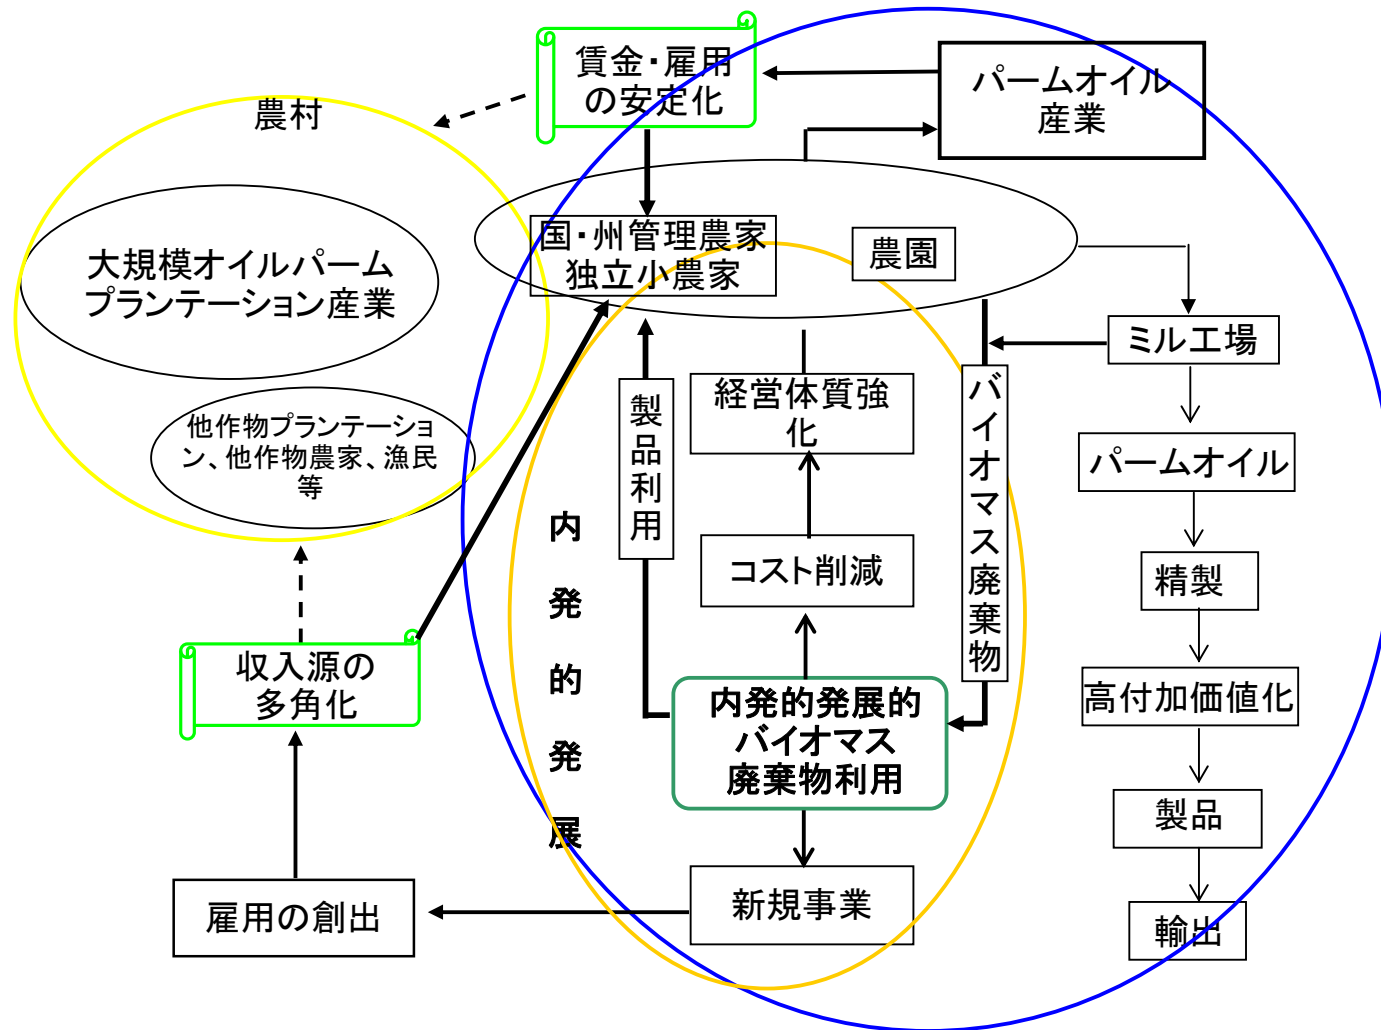 賃金・雇用
の安定化
パームオイル
産業
農村
国・州管理農家
独立小農家
農園
大規模オイルパーム
プランテーション産業
ミル工場
製品利用
経営体質強
化
バイオマス廃棄物
他作物プランテーショ
ン、他作物農家、漁民
等
パームオイル
内発的発展
コスト削減
精製
収入源の
多角化
内発的発展的
バイオマス
廃棄物利用
高付加価値化
製品
雇用の創出
新規事業
輸出